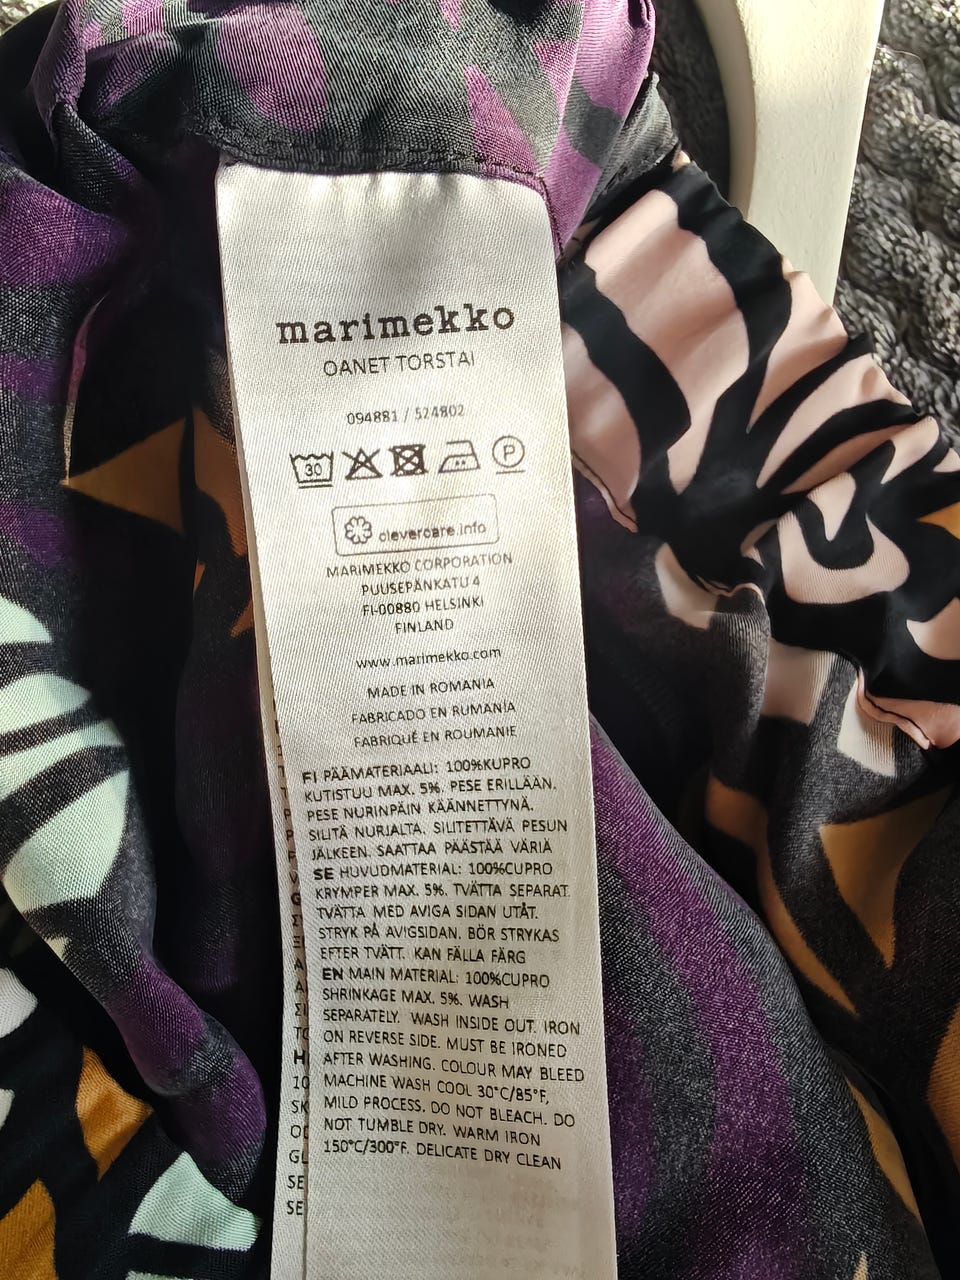 marimekko
OANET TORSTAI
094881 / 524802
30 P
clevercare.info
MARIMEKKO CORPORATION
PUUSEPÄNKATU 4
FI-00880 HELSINKI
FINLAND
www.marimekko.com
MADE IN ROMANIA
FABRICADO EN RUMANÍA
FABRIQUÉ EN ROUMANIE
FI PÄÄMATERIAALI: 100%KUPRO
KUTISTUU MAX. 5%. PESE ERILLÄÄN.
PESE NURINPÄIN KÄÄNNETTYNÄ.
SILITÄ NURJALTA. SILITETTÄVÄ PESUN
JÄLKEEN. SAATTAA PÄÄSTÄÄ VÄRIÄ
SE HUVUDMATERIAL: 100%CUPRO
KRYMPER MAX. 5%. TVÄTTA SEPARAT.
TVÄTTA MED AVIGA SIDAN UTÅT.
STRYK PÅ AVIGSIDAN. BÖR STRYKAS
EFTER TVÄTT. KAN FÄLLA FÄRG
EN MAIN MATERIAL: 100%CUPRO
SHRINKAGE MAX. 5%. WASH
SEPARATELY. WASH INSIDE OUT. IRON
ON REVERSE SIDE. MUST BE IRONED
AFTER WASHING. COLOUR MAY BLEED
MACHINE WASH COOL 30°C/85°F,
MILD PROCESS. DO NOT BLEACH. DO
NOT TUMBLE DRY. WARM IRON
150°C/300°F. DELICATE DRY CLEAN